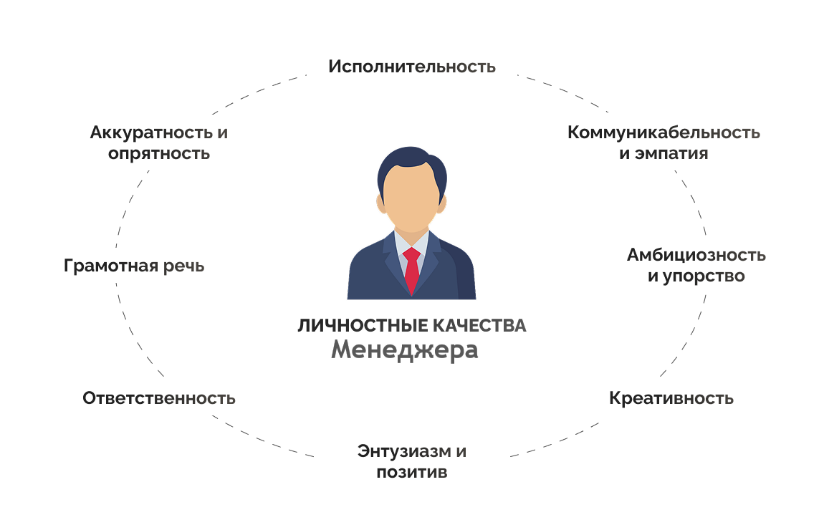 Исполнительность
Аккуратность и
опрятность
Коммуникабельность
и эмпатия
Грамотная речь
Амбициозность
и упорство
ЛИЧНОСТНЫЕ КАЧЕСТВА
Менеджера
Ответственность
Креативность
Энтузиазм и
позитив